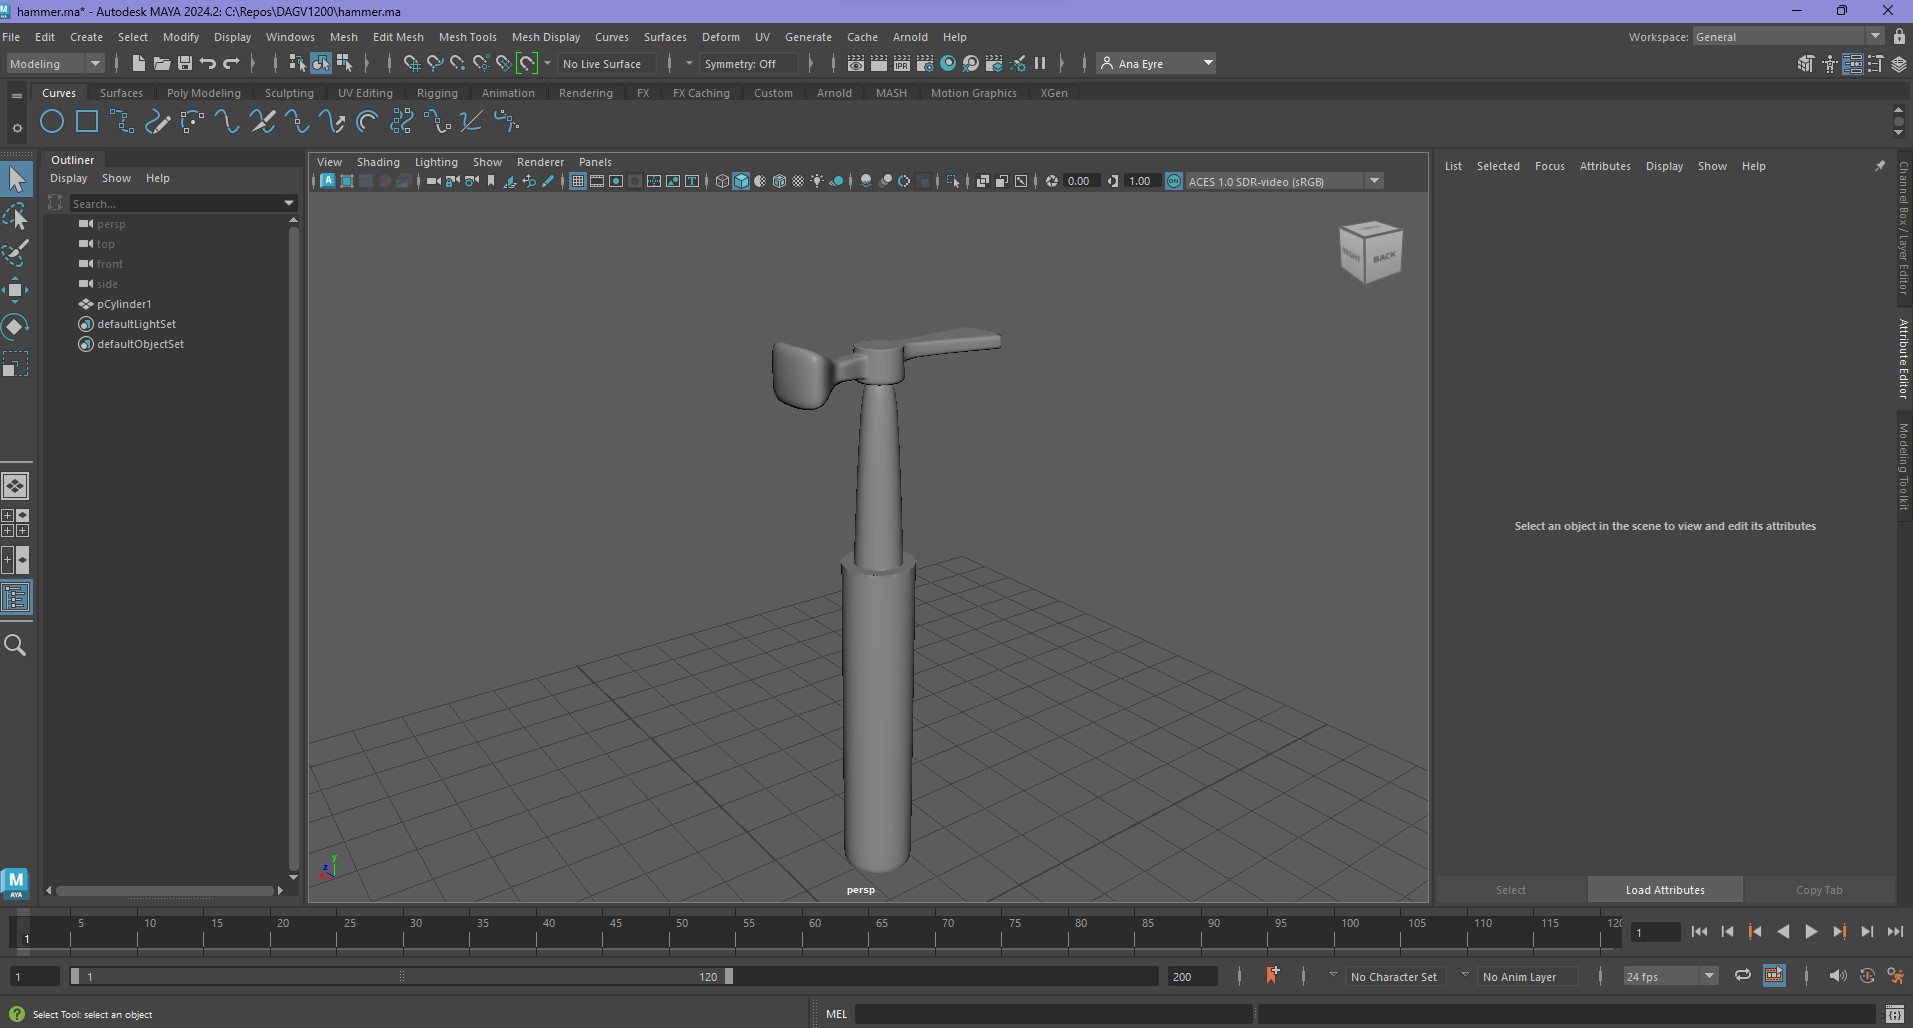 hammer.ma* - Autodesk MAYA 2024.2: C:\Repos\DAGV1200\hammer.ma
File Edit Create Select Modify Display Windows Mesh Edit Mesh Mesh Tools Mesh Display Curves Surfaces Deform UV Generate Cache Arnold Help
Workspace: General
Modeling
No Live Surface
Symmetry: Off
IPR
Ana Eyre
Curves Surfaces Poly Modeling Sculpting UV Editing Rigging Animation Rendering FX FX Caching Custom Arnold MASH Motion Graphics XGen
Outliner
Display Show Help
Search...
persp
top
front
side
pCylinder1
defaultLightSet
defaultObjectSet
View Shading Lighting Show Renderer Panels
0.00
1.00
ON
ACES 1.0 SDR-video (sRGB)
RIGHT
BACK
y
z
persp
List Selected Focus Attributes Display Show Help
Select an object in the scene to view and edit its attributes
Select
Load Attributes
Copy Tab
Channel Box / Layer Editor
Attribute Editor
Modeling Toolkit
M
AYA
5 10 15 20 25 30 35 40 45 50 55 60 65 70 75 80 85 90 95 100 105 110 115 120
1
1
1
1
120
200
No Character Set
No Anim Layer
24 fps
Select Tool: select an object
MEL